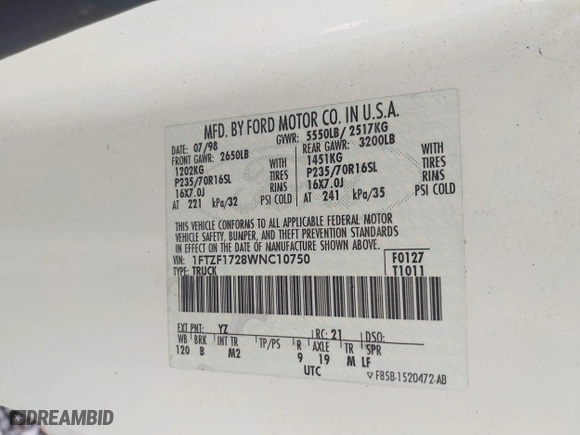 MFD. BY FORD MOTOR CO. IN U.S.A.
DATE: 07/98 GVWR: 5550LB/ 2517KG
FRONT GAWR: 2650LB REAR GAWR: 3200LB
1202KG WITH 1451KG WITH
P235/70R16SL TIRES P235/70R16SL TIRES
16X7.0J RIMS 16X7.0J RIMS
AT 221 kPa/32 PSI COLD AT 241 kPa/35 PSI COLD
THIS VEHICLE CONFORMS TO ALL APPLICABLE FEDERAL MOTOR
VEHICLE SAFETY, BUMPER, AND THEFT PREVENTION STANDARDS
IN EFFECT ON THE DATE OF MANUFACTURE SHOWN ABOVE.
VIN: 1FTZF1728WNC10750 F0127
TYPE: TRUCK T1011
EXT PNT: YZ RC: 21 DSO:
WB BRK INT TR TP/PS R AXLE TR SPR
120 B M2 9 19 M LF
UTC F85B-1520472-AB
DREAMBID